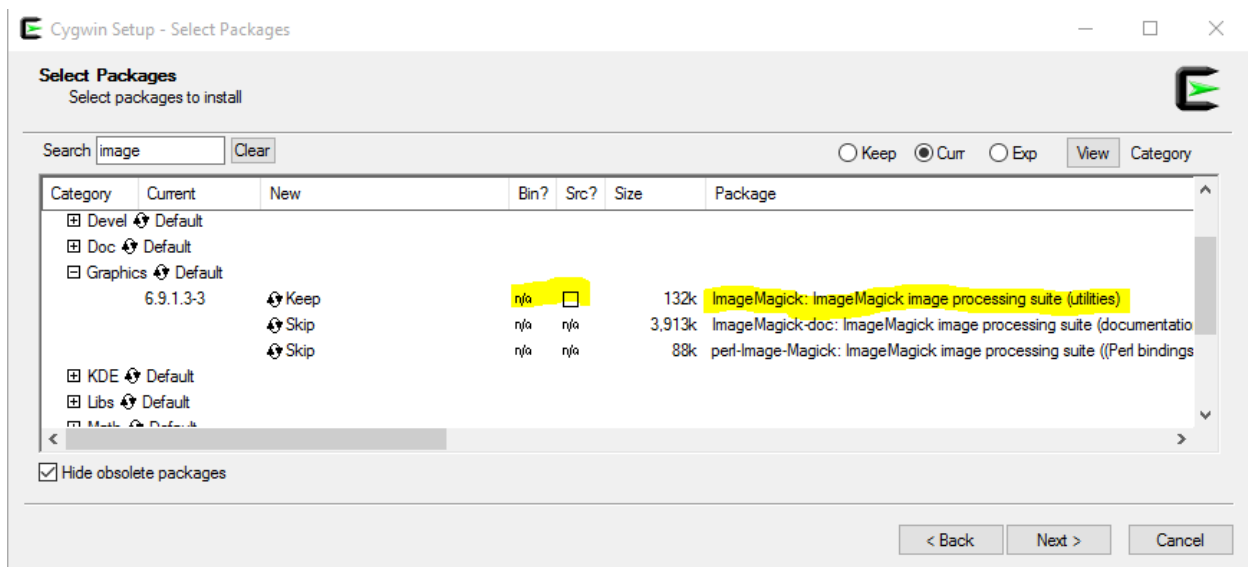 Cygwin Setup - Select Packages
Select Packages
Select packages to install
Search image Clear Keep Curr Exp View Category
Category Current New Bin? Src? Size Package
Devel Default
Doc Default
Graphics Default
6.9.1.3-3 Keep n/a 132k ImageMagick: ImageMagick image processing suite (utilities)
Skip n/a n/a 3,913k ImageMagick-doc: ImageMagick image processing suite (documentatio
Skip n/a n/a 88k perl-Image-Magick: ImageMagick image processing suite ((Perl bindings
KDE Default
Libs Default
Math Default
Hide obsolete packages
< Back Next > Cancel